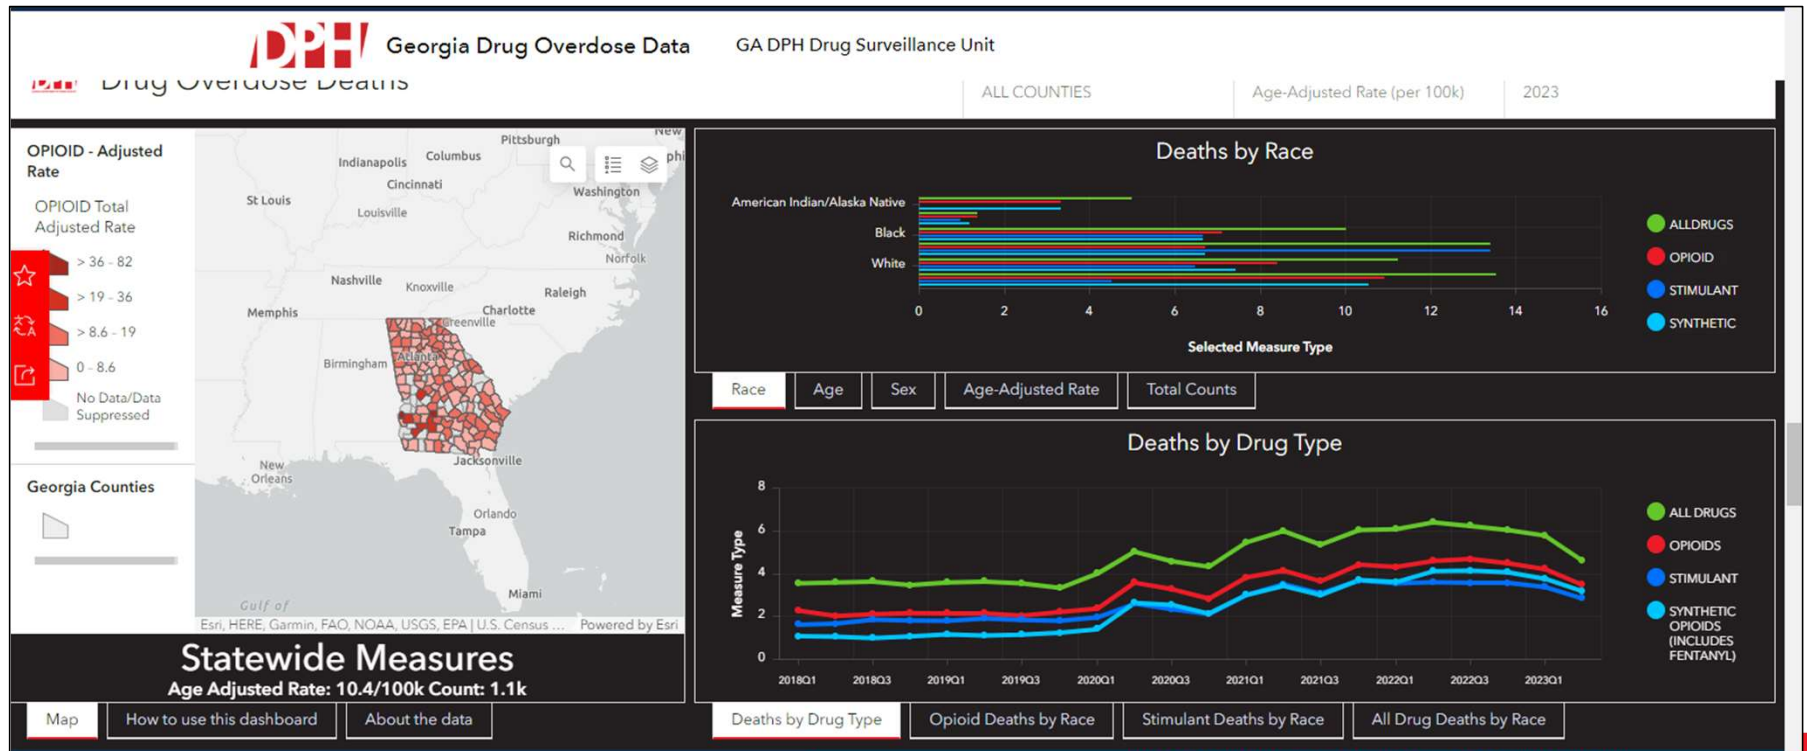 DPH Georgia Drug Overdose Data GA DPH Drug Surveillance Unit
DPH Drug Overdose Deaths
ALL COUNTIES
Age-Adjusted Rate (per 100k)
2023
OPIOID - Adjusted
Rate
OPIOID Total
Adjusted Rate
> 36 - 82
> 19 - 36
> 8.6 - 19
0 - 8.6
No Data/Data
Suppressed
Georgia Counties
New
Pittsburgh
Indianapolis
Columbus
Cincinnati
Washington
St Louis
Louisville
Richmond
Norfolk
Nashville
Knoxville
Raleigh
Memphis
Charlotte
Greenville
Birmingham
Atlanta
New
Orleans
Jacksonville
Orlando
Tampa
Miami
Gulf of
Esri, HERE, Garmin, FAO, NOAA, USGS, EPA | U.S. Census ... Powered by Esri
Statewide Measures
Age Adjusted Rate: 10.4/100k Count: 1.1k
Map
How to use this dashboard
About the data
Deaths by Race
American Indian/Alaska Native
Black
White
0 2 4 6 8 10 12 14 16
Selected Measure Type
ALLDRUGS
OPIOID
STIMULANT
SYNTHETIC
Race
Age
Sex
Age-Adjusted Rate
Total Counts
Deaths by Drug Type
Measure Type
8
6
4
2
0
2018Q1 2018Q3 2019Q1 2019Q3 2020Q1 2020Q3 2021Q1 2021Q3 2022Q1 2022Q3 2023Q1
ALL DRUGS
OPIOIDS
STIMULANT
SYNTHETIC
OPIOIDS
(INCLUDES
FENTANYL)
Deaths by Drug Type
Opioid Deaths by Race
Stimulant Deaths by Race
All Drug Deaths by Race